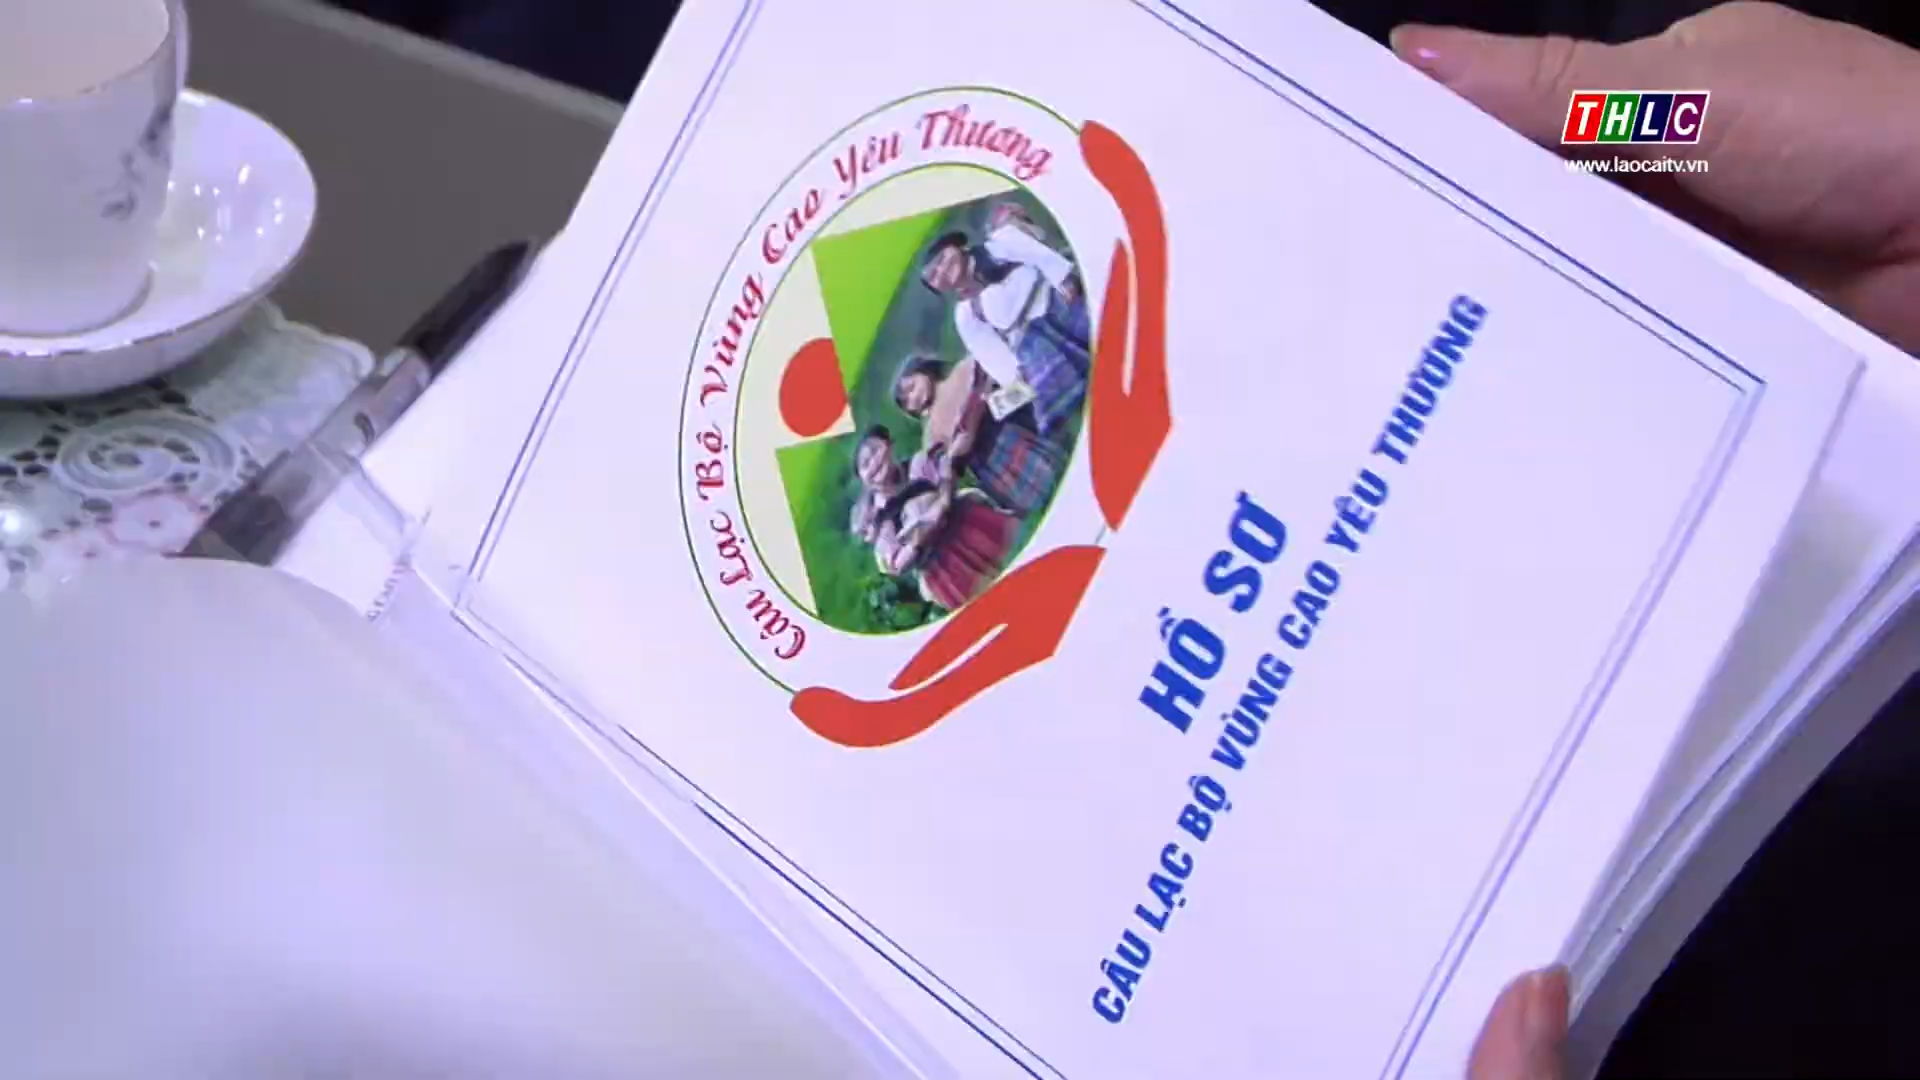 THLC
www.laocaitv.vn
Câu Lạc Bộ Vùng Cao Yêu Thương
HỒ SƠ
CÂU LẠC BỘ VÙNG CAO YÊU THƯƠNG